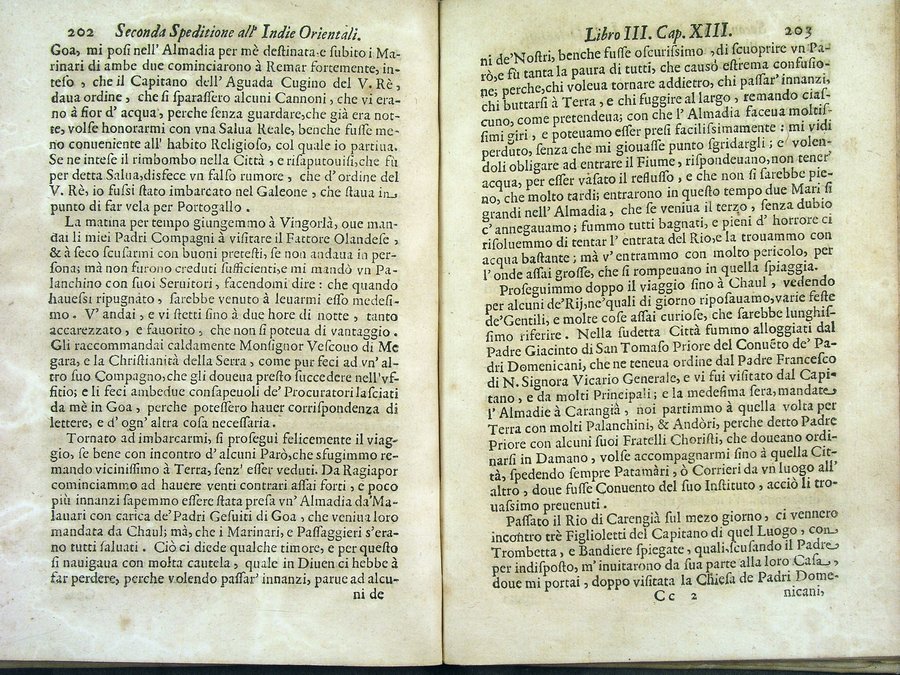 202 Seconda Speditione all' Indie Orientali.
Goa, mi posi nell' Almadia per mè destinata,e subito i Ma-
rinari di ambe due cominciarono à Remar fortemente, in-
teso , che il Capitano dell' Aguada Cugino del V. Rè,
daua ordine , che si sparassero alcuni Cannoni, che vi era-
no à fior d' acqua, perche senza guardare,che già era not-
te, volse honorarmi con vna Salua Reale, benche fusse me-
no conueniente all' habito Religioso, col quale io partiua.
Se ne intese il rimbombo nella Città , e risaputouisi,che fù
per detta Salua,disfece vn falso rumore , che d'ordine del
V. Rè, io fussi stato imbarcato nel Galeone , che staua in
punto di far vela per Portogallo .
La matina per tempo giungemmo à Vingorlà, oue man-
dai li miei Padri Compagni à visitare il Fattore Olandese ,
& à seco scusarmi con buoni pretesti, se non andaua in per-
sona; mà non furono creduti sufficienti,e mi mandò vn Pa-
lanchino con suoi Seruitori, facendomi dire : che quando
hauessi ripugnato , sarebbe venuto à leuarmi esso medesi-
mo . V' andai , e vi stetti sino à due hore di notte , tanto
accarezzato , e fauorito , che non si poteua di vantaggio .
Gli raccommandai caldamente Monsignor Vescouo di Me
gara, e la Christianità della Serra , come pur feci ad vn' al-
tro suo Compagno,che gli doueua presto succedere nell'vf-
fitio; e li feci ambedue consapeuoli de' Procuratori lasciati
da mè in Goa , perche potessero hauer corrispondenza di
lettere, e d' ogn' altra cosa necessaria.
Tornato ad imbarcarmi, si prosegui felicemente il viag-
gio, se bene con incontro d' alcuni Parò,che sfugimmo re-
mando vicinissimo à Terra, senz' esser veduti. Da Ragiapor
cominciammo ad hauere venti contrari assai forti , e poco
più innanzi sapemmo essere stata presa vn' Almadia da'Ma-
lauari con carica de' Padri Gesuiti di Goa , che veniua loro
mandata da Chaul; mà, che i Marinari, e Passaggieri s'era-
no tutti saluati . Ciò ci diede qualche timore, e per questo
si nauigaua con molta cautela , quale in Diuen ci hebbe à
far perdere, perche volendo passar' innanzi, parue ad alcu-
ni de
Libro III. Cap. XIII. 203
ni de'Nostri, benche fusse oscurissimo , di scuoprire vn Pa-
rò,e fù tanta la paura di tutti, che causò estrema confusio-
ne; perche,chi voleua tornare addietro, chi passar' innanzi,
chi buttarsi à Terra , e chi fuggire al largo , remando cias-
cuno, come pretendeua; con che l' Almadia faceua moltis-
simi giri , e poteuamo esser presi facilissimamente : mi vidi
perduto, senza che mi giouasse punto sgridargli ; e volen-
doli obligare ad entrare il Fiume, rispondeuano,non tener'
acqua, per esser vâsato il reflusso , e che non si sarebbe pie-
no, che molto tardi; entrarono in questo tempo due Mari si
grandi nell' Almadia , che se veniua il terzo , senza dubio
c' annegauamo ; fummo tutti bagnati, e pieni d' horrore ci
risoluemmo di tentar l' entrata del Rio,e la trouammo con
acqua bastante ; mà v' entrammo con molto pericolo, per
l' onde assai grosse, che si rompeuano in quella spiaggia.
Proseguimmo doppo il viaggio sino à Chaul , vedendo
per alcuni de'Rij,ne'quali di giorno riposauamo,varie feste
de'Gentili, e molte cose assai curiose, che sarebbe lunghis-
simo riferire . Nella sudetta Città fummo alloggiati dal
Padre Giacinto di San Tomaso Priore del Conuẽto de' Pa-
dri Domenicani, che ne teneua ordine dal Padre Francesco
di N. Signora Vicario Generale, e vi fui visitato dal Capi-
tano , e da molti Principali ; e la medesima sera,mandate
l' Almadie à Carangià , noi partimmo à quella volta per
Terra con molti Palanchini, & Andòri, perche detto Padre
Priore con alcuni suoi Fratelli Choristi, che doueano ordi-
narsi in Damano , volse accompagnarmi sino à quella Cit-
tà, spedendo sempre Patamàri , ò Corrieri da vn luogo all'
altro , doue fusse Conuento del suo Instituto , acciò li tro-
uassimo preuenuti .
Passato il Rio di Carengià sul mezo giorno , ci vennero
incontro trè Figlioletti del Capitano di quel Luogo , con
Trombetta , e Bandiere spiegate , quali,scusando il Padre
per indisposto, m' inuitarono da sua parte alla loro Casa ,
doue mi portai , doppo visitata la Chiesa de Padri Dome-
Cc 2 nicani,